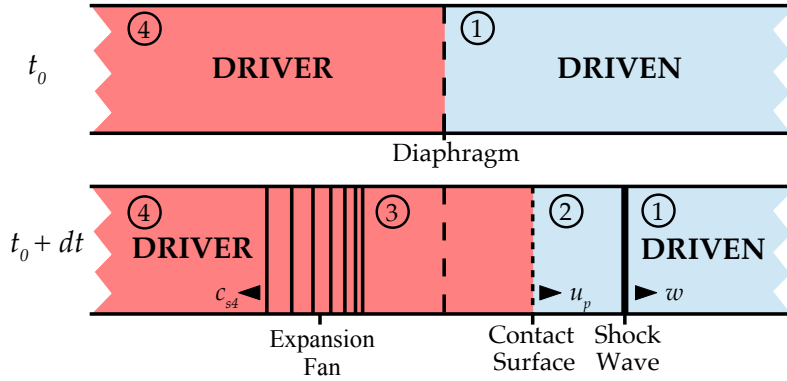 ④ ①
t₀ DRIVER DRIVEN
Diaphragm
④ ③ ② ①
t₀ + dt DRIVER DRIVEN
cₛ₄ uₚ w
Expansion Fan
Contact Surface
Shock Wave